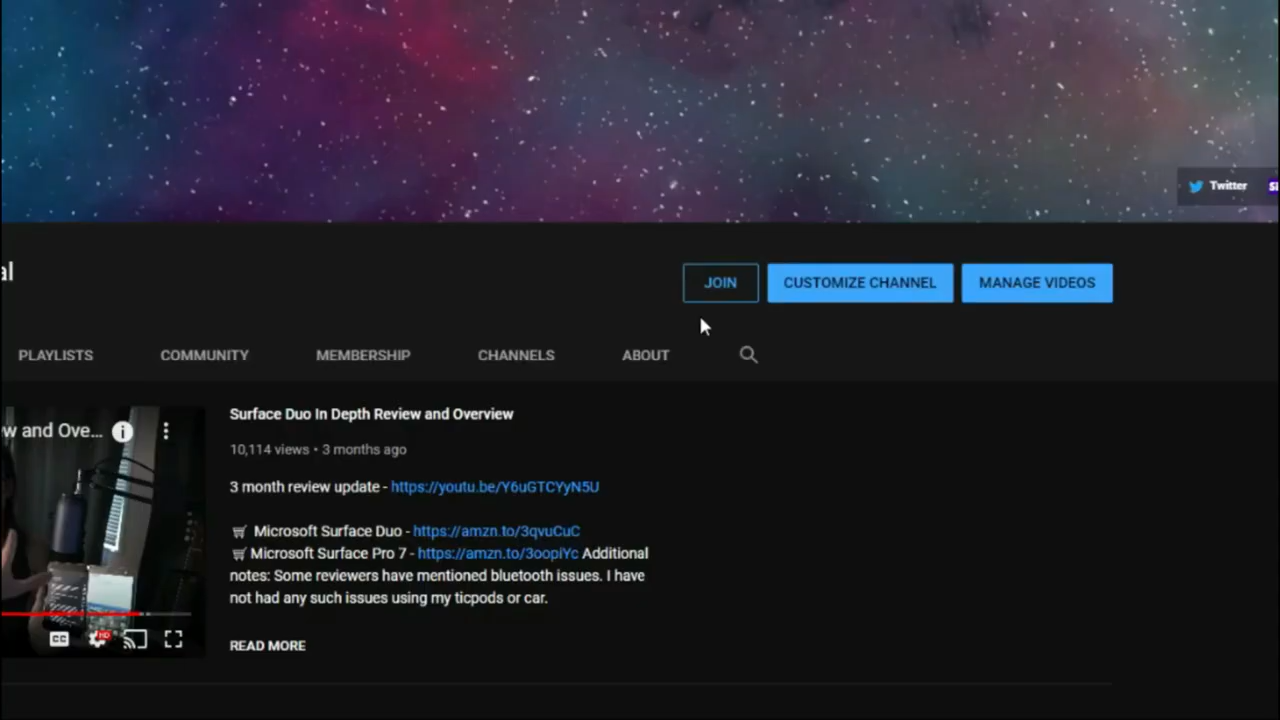 Twitter
al
JOIN
CUSTOMIZE CHANNEL
MANAGE VIDEOS
PLAYLISTS
COMMUNITY
MEMBERSHIP
CHANNELS
ABOUT
w and Ove...
Surface Duo In Depth Review and Overview
10,114 views • 3 months ago
3 month review update - https://youtu.be/Y6uGTCYyN5U
Microsoft Surface Duo - https://amzn.to/3qvuCuC
Microsoft Surface Pro 7 - https://amzn.to/3oopiYc Additional
notes: Some reviewers have mentioned bluetooth issues. I have
not had any such issues using my ticpods or car.
CC
HD
READ MORE